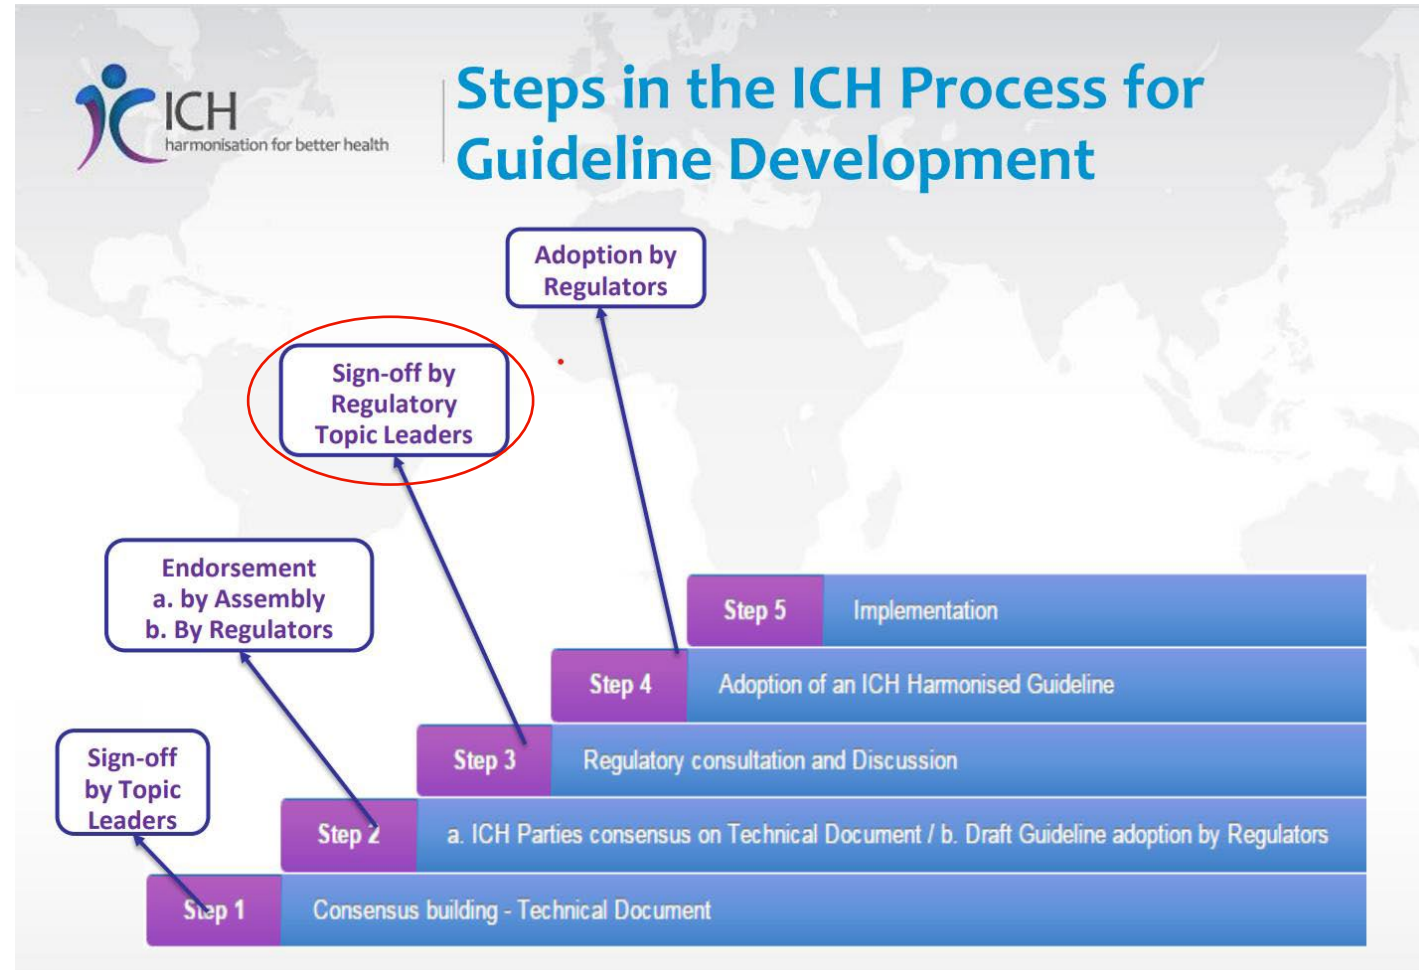 ICH
harmonisation for better health
Steps in the ICH Process for
Guideline Development
Adoption by
Regulators
Sign-off by
Regulatory
Topic Leaders
Endorsement
a. by Assembly
b. By Regulators
Sign-off
by Topic
Leaders
Step 5 Implementation
Step 4 Adoption of an ICH Harmonised Guideline
Step 3 Regulatory consultation and Discussion
Step 2 a. ICH Parties consensus on Technical Document / b. Draft Guideline adoption by Regulators
Step 1 Consensus building - Technical Document